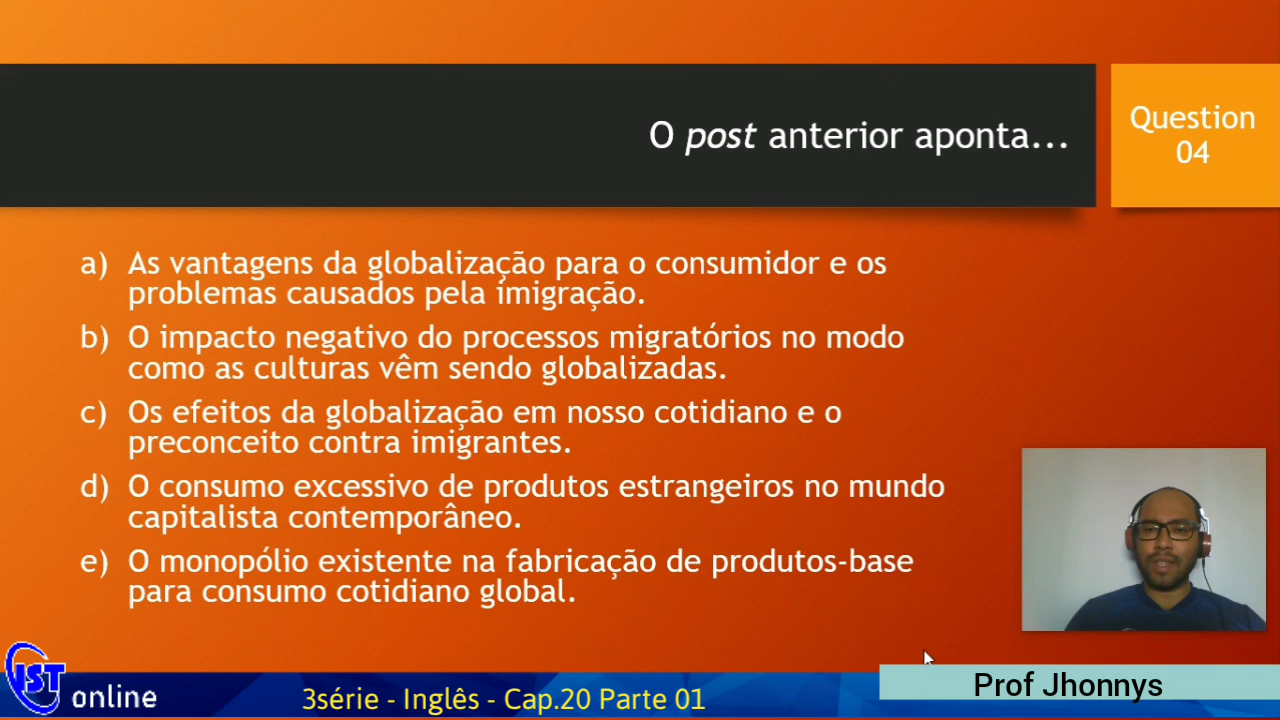 O post anterior aponta...
Question
04
a) As vantagens da globalização para o consumidor e os
problemas causados pela imigração.
b) O impacto negativo do processos migratórios no modo
como as culturas vêm sendo globalizadas.
c) Os efeitos da globalização em nosso cotidiano e o
preconceito contra imigrantes.
d) O consumo excessivo de produtos estrangeiros no mundo
capitalista contemporâneo.
e) O monopólio existente na fabricação de produtos-base
para consumo cotidiano global.
IST
online
3série - Inglês - Cap.20 Parte 01
Prof Jhonnys